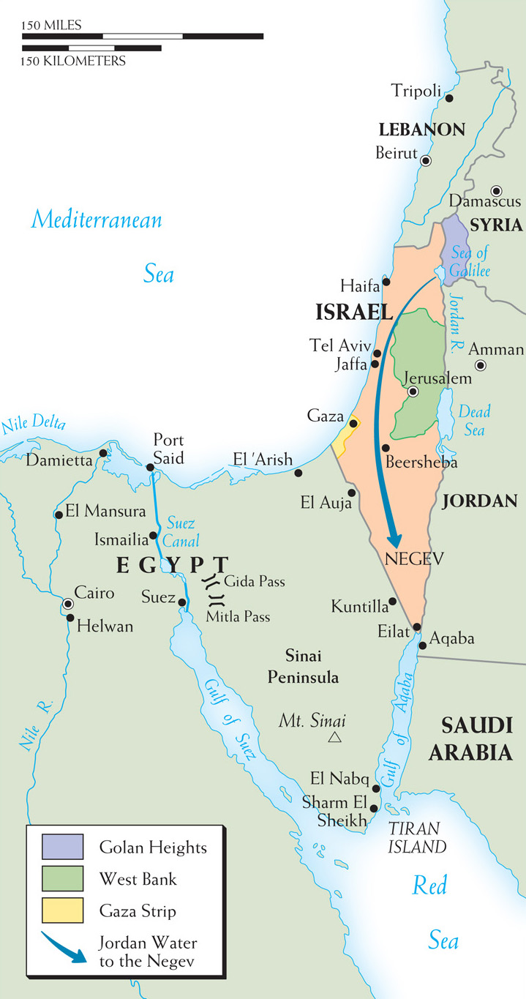 150 MILES
150 KILOMETERS
Tripoli
LEBANON
Beirut
Damascus
SYRIA
Mediterranean
Sea
Sea of
Galilee
Haifa
ISRAEL
Jordan R.
Tel Aviv
Jaffa
Amman
Jerusalem
Gaza
Dead
Sea
Nile Delta
Port
Said
Damietta
El 'Arish
Beersheba
El Auja
JORDAN
El Mansura
Suez
Canal
Ismailia
NEGEV
EGYPT
Gida Pass
Cairo
Suez
Mitla Pass
Kuntilla
Helwan
Eilat
Aqaba
Sinai
Peninsula
Gulf of Suez
Gulf of Aqaba
Nile R.
Mt. Sinai
SAUDI
ARABIA
El Nabq
Sharm El
Sheikh
TIRAN
ISLAND
Red
Sea
Golan Heights
West Bank
Gaza Strip
Jordan Water
to the Negev